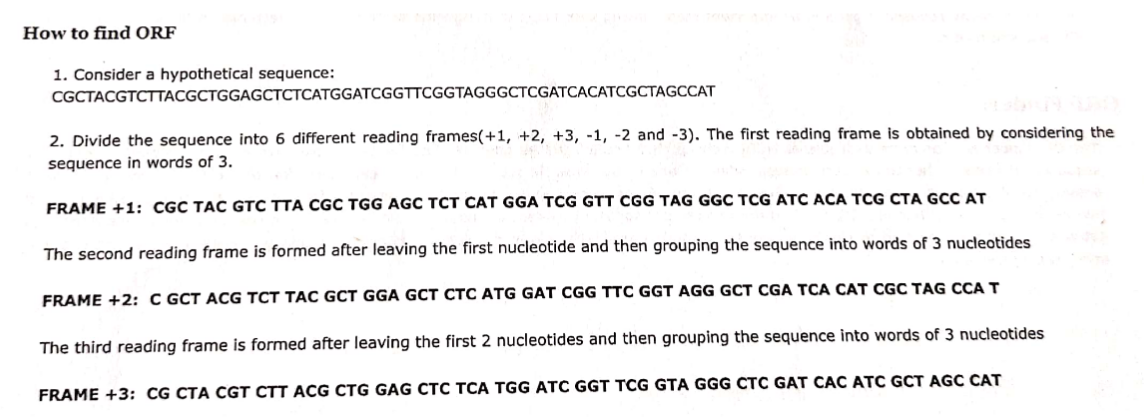 How to find ORF
1. Consider a hypothetical sequence:
CGCTACGTCTTACGCTGGAGCTCTCATGGATCGGTTCGGTAGGGCTCGATCACATCGCTAGCCAT
2. Divide the sequence into 6 different reading frames(+1, +2, +3, -1, -2 and -3). The first reading frame is obtained by considering the
sequence in words of 3.
FRAME +1: CGC TAC GTC TTA CGC TGG AGC TCT CAT GGA TCG GTT CGG TAG GGC TCG ATC ACA TCG CTA GCC AT
The second reading frame is formed after leaving the first nucleotide and then grouping the sequence into words of 3 nucleotides
FRAME +2: C GCT ACG TCT TAC GCT GGA GCT CTC ATG GAT CGG TTC GGT AGG GCT CGA TCA CAT CGC TAG CCA T
The third reading frame is formed after leaving the first 2 nucleotides and then grouping the sequence into words of 3 nucleotides
FRAME +3: CG CTA CGT CTT ACG CTG GAG CTC TCA TGG ATC GGT TCG GTA GGG CTC GAT CAC ATC GCT AGC CAT